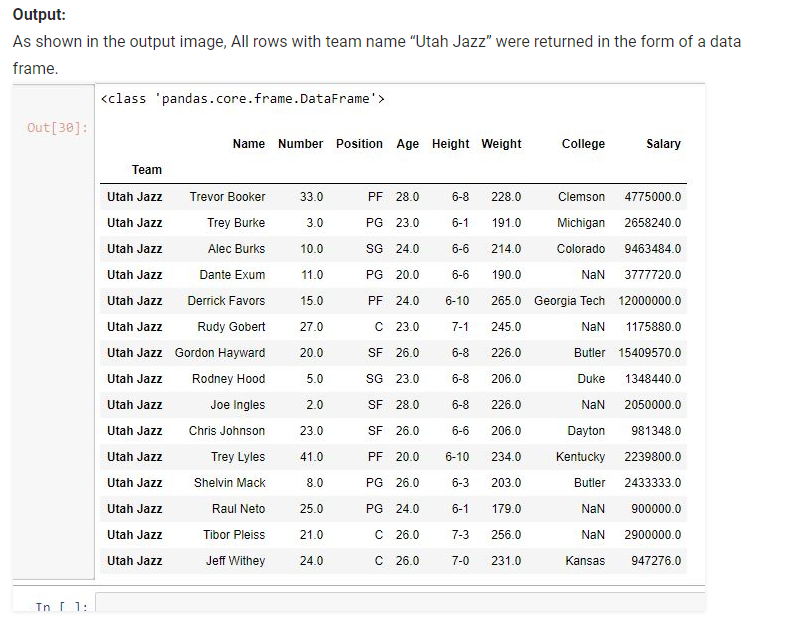 Output:
As shown in the output image, All rows with team name “Utah Jazz” were returned in the form of a data
frame.
<class 'pandas.core.frame.DataFrame'>
Out[30]:
Name Number Position Age Height Weight College Salary
Team
Utah Jazz Trevor Booker 33.0 PF 28.0 6-8 228.0 Clemson 4775000.0
Utah Jazz Trey Burke 3.0 PG 23.0 6-1 191.0 Michigan 2658240.0
Utah Jazz Alec Burks 10.0 SG 24.0 6-6 214.0 Colorado 9463484.0
Utah Jazz Dante Exum 11.0 PG 20.0 6-6 190.0 NaN 3777720.0
Utah Jazz Derrick Favors 15.0 PF 24.0 6-10 265.0 Georgia Tech 12000000.0
Utah Jazz Rudy Gobert 27.0 C 23.0 7-1 245.0 NaN 1175880.0
Utah Jazz Gordon Hayward 20.0 SF 26.0 6-8 226.0 Butler 15409570.0
Utah Jazz Rodney Hood 5.0 SG 23.0 6-8 206.0 Duke 1348440.0
Utah Jazz Joe Ingles 2.0 SF 28.0 6-8 226.0 NaN 2050000.0
Utah Jazz Chris Johnson 23.0 SF 26.0 6-6 206.0 Dayton 981348.0
Utah Jazz Trey Lyles 41.0 PF 20.0 6-10 234.0 Kentucky 2239800.0
Utah Jazz Shelvin Mack 8.0 PG 26.0 6-3 203.0 Butler 2433333.0
Utah Jazz Raul Neto 25.0 PG 24.0 6-1 179.0 NaN 900000.0
Utah Jazz Tibor Pleiss 21.0 C 26.0 7-3 256.0 NaN 2900000.0
Utah Jazz Jeff Withey 24.0 C 26.0 7-0 231.0 Kansas 947276.0
In [ ]: